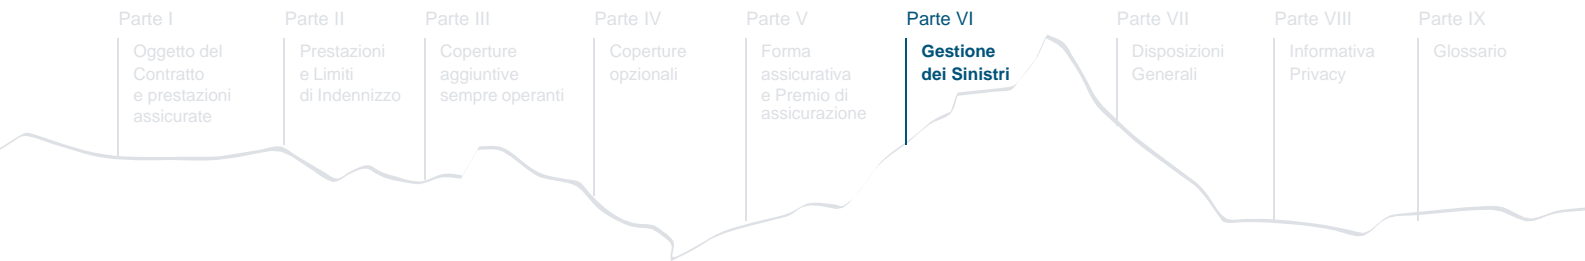 Parte I
Oggetto del
Contratto
e prestazioni
assicurate
Parte II
Prestazioni
e Limiti
di Indennizzo
Parte III
Coperture
aggiuntive
sempre operanti
Parte IV
Coperture
opzionali
Parte V
Forma
assicurativa
e Premio di
assicurazione
Parte VI
Gestione
dei Sinistri
Parte VII
Disposizioni
Generali
Parte VIII
Informativa
Privacy
Parte IX
Glossario